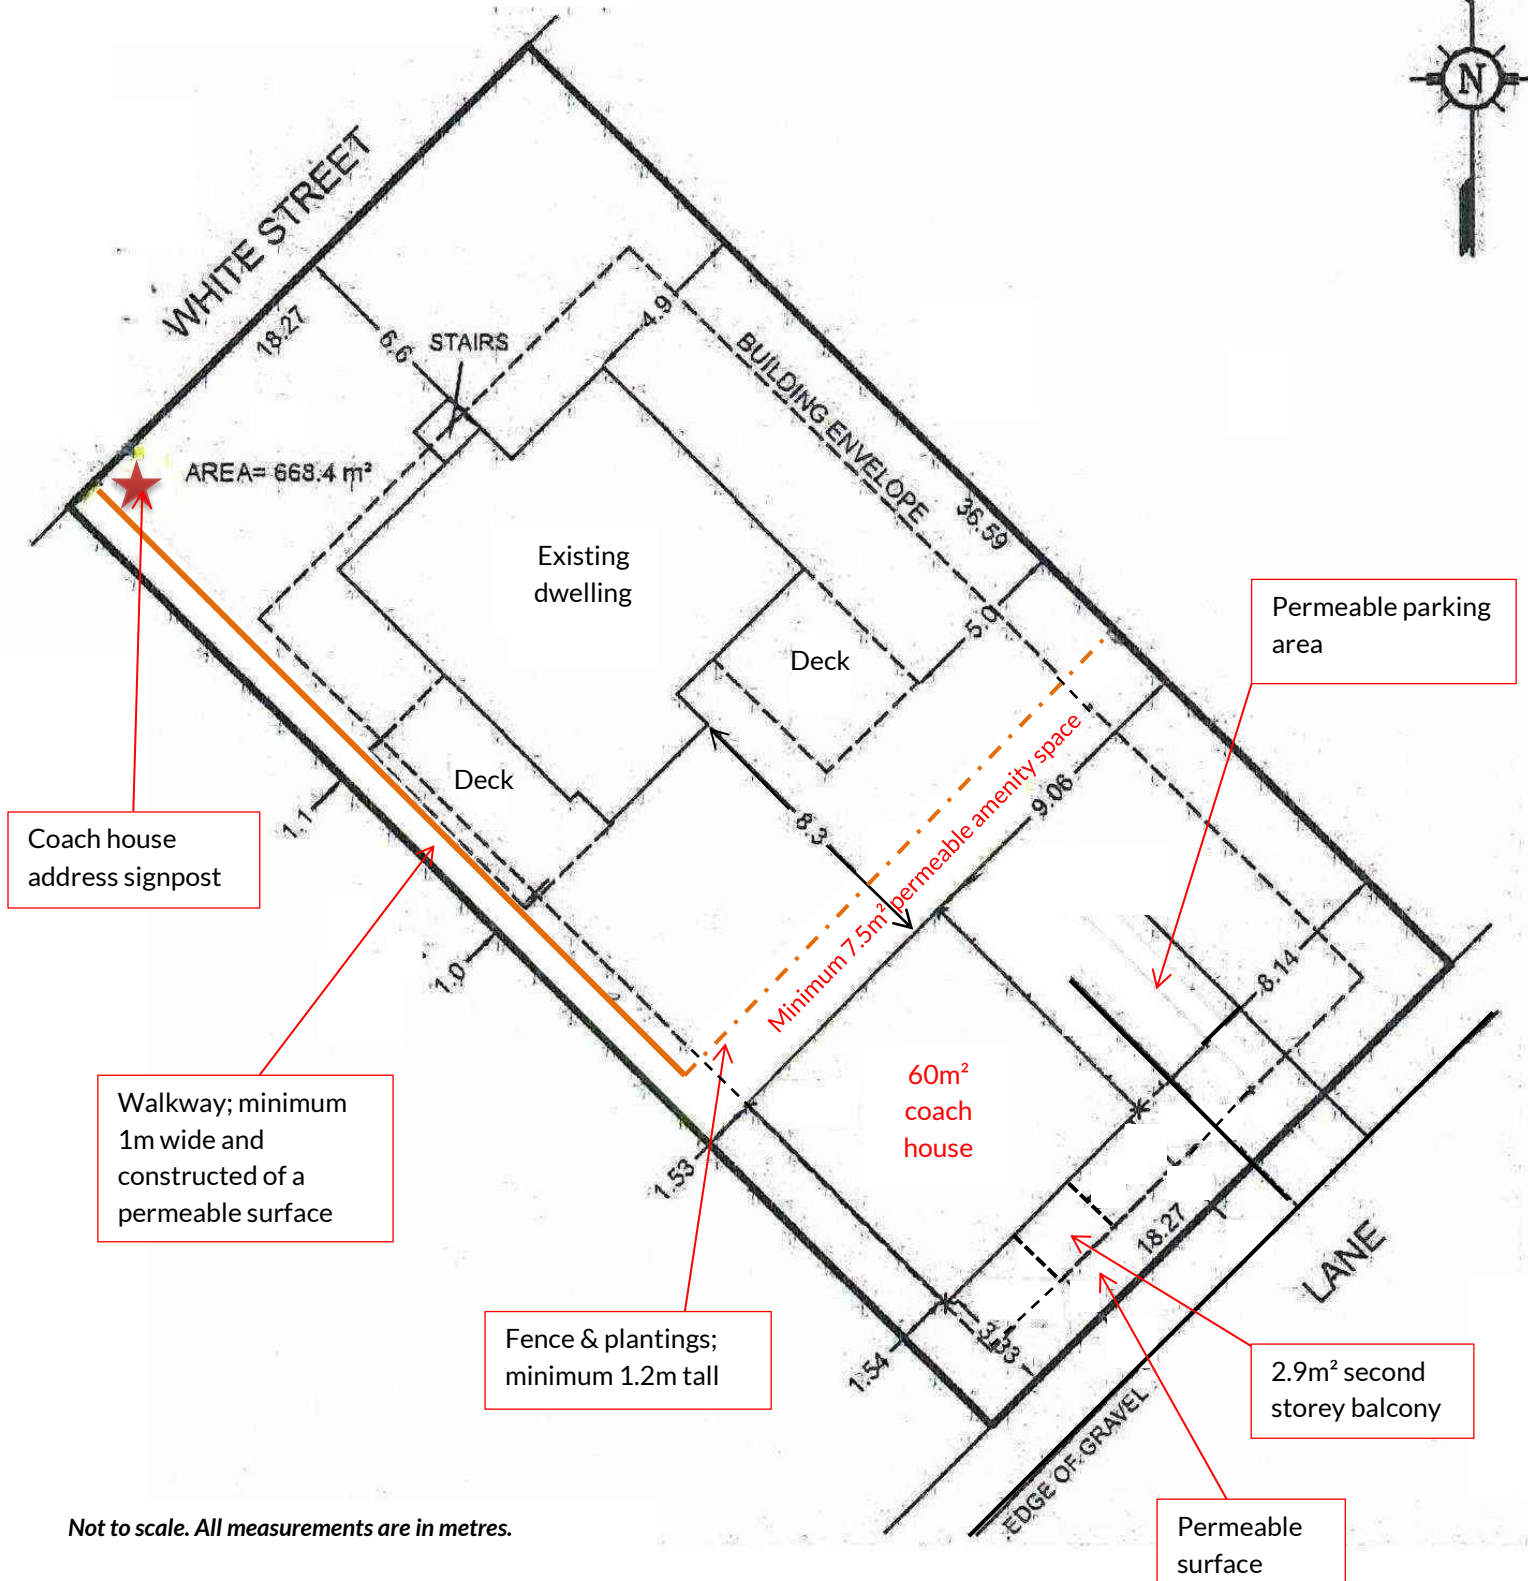 N
WHITE STREET
18.27
6.6
STAIRS
4.9
BUILDING ENVELOPE
36.59
AREA= 668.4 m²
Existing
dwelling
Permeable parking
area
5.0
Deck
Deck
Minimum 7.5m² permeable amenity space
9.06
8.3
1.1
Coach house
address signpost
1.0
8.14
60m²
coach
house
Walkway; minimum
1m wide and
constructed of a
permeable surface
1.53
18.27
LANE
Fence & plantings;
minimum 1.2m tall
3.33
1.54
2.9m² second
storey balcony
EDGE OF GRAVEL
Not to scale. All measurements are in metres.
Permeable
surface